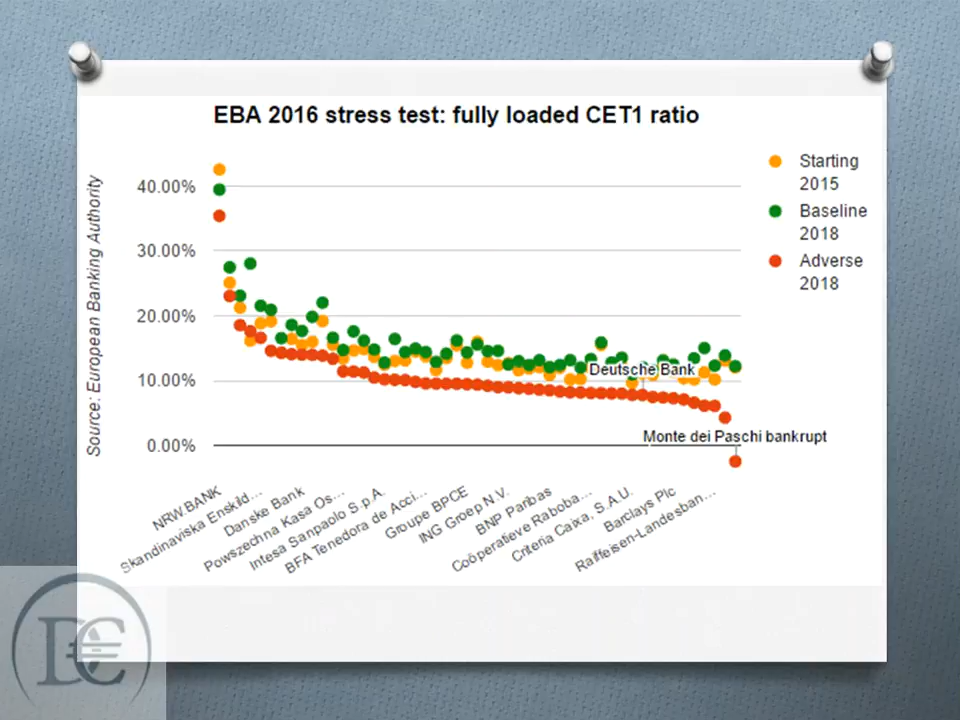 EBA 2016 stress test: fully loaded CET1 ratio
Source: European Banking Authority
40.00%
30.00%
20.00%
10.00%
0.00%
Starting
2015
Baseline
2018
Adverse
2018
Deutsche Bank
Monte dei Paschi bankrupt
NRW.BANK
Skandinaviska Enskild...
Danske Bank
Powszechna Kasa Os...
Intesa Sanpaolo S.p.A.
BFA Tenedora de Acci...
Groupe BPCE
ING Groep N.V.
BNP Paribas
Coöperatieve Raboba...
Criteria Caixa, S.A.U.
Barclays Plc
Raiffeisen-Landesban...
D€C